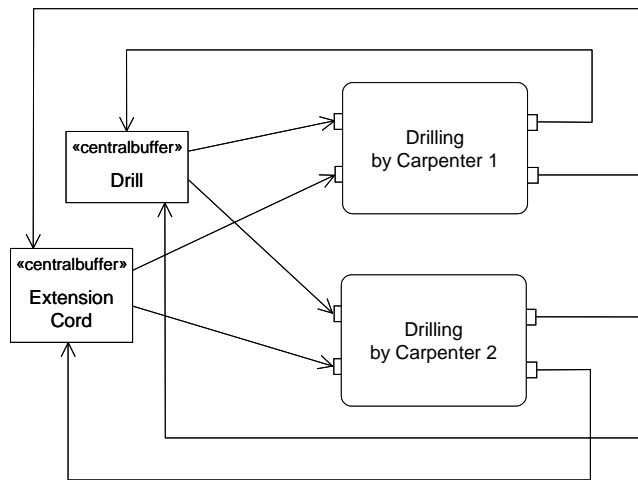 Drilling
by Carpenter 1
«centralbuffer»
Drill
«centralbuffer»
Extension
Cord
Drilling
by Carpenter 2